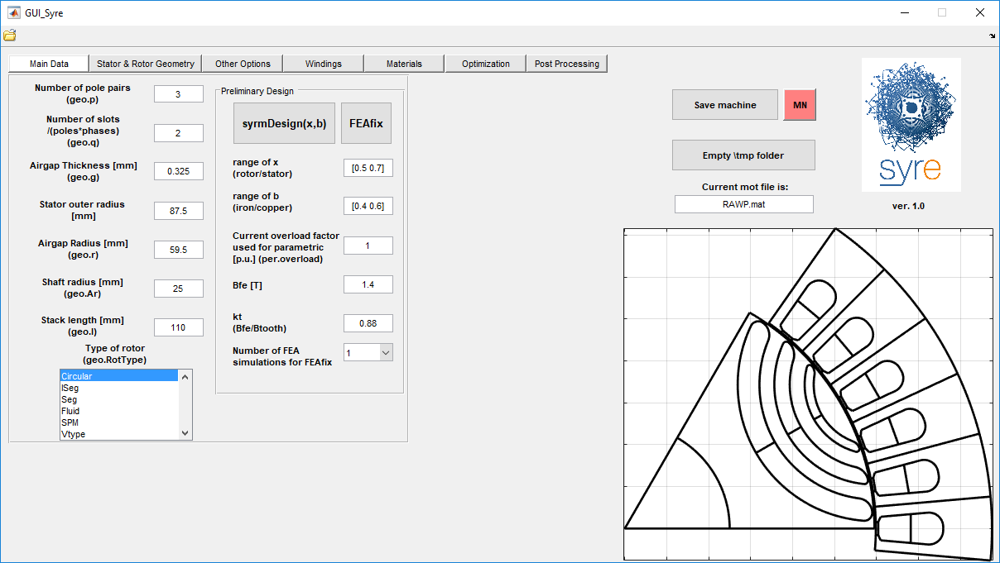 GUI_Syre
Main Data
Stator & Rotor Geometry
Other Options
Windings
Materials
Optimization
Post Processing
Number of pole pairs
(geo.p)
3
Number of slots
/(poles*phases)
(geo.q)
2
Airgap Thickness [mm]
(geo.g)
0.325
Stator outer radius
[mm]
87.5
Airgap Radius [mm]
(geo.r)
59.5
Shaft radius [mm]
(geo.Ar)
25
Stack length [mm]
(geo.l)
110
Type of rotor
(geo.RotType)
Circular
ISeg
Seg
Fluid
SPM
Vtype
Preliminary Design
syrmDesign(x,b)
FEAfix
range of x
(rotor/stator)
[0.5 0.7]
range of b
(iron/copper)
[0.4 0.6]
Current overload factor
used for parametric
[p.u.] (per.overload)
1
Bfe [T]
1.4
kt
(Bfe/Btooth)
0.88
Number of FEA
simulations for FEAfix
1
Save machine
MN
Empty \tmp folder
Current mot file is:
RAWP.mat
syre
ver. 1.0